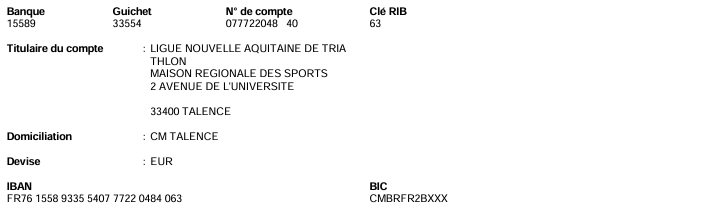 Banque Guichet N° de compte Clé RIB
15589 33554 077722048 40 63
Titulaire du compte : LIGUE NOUVELLE AQUITAINE DE TRIA
THLON
MAISON REGIONALE DES SPORTS
2 AVENUE DE L'UNIVERSITE
33400 TALENCE
Domiciliation : CM TALENCE
Devise : EUR
IBAN BIC
FR76 1558 9335 5407 7722 0484 063 CMBRFR2BXXX